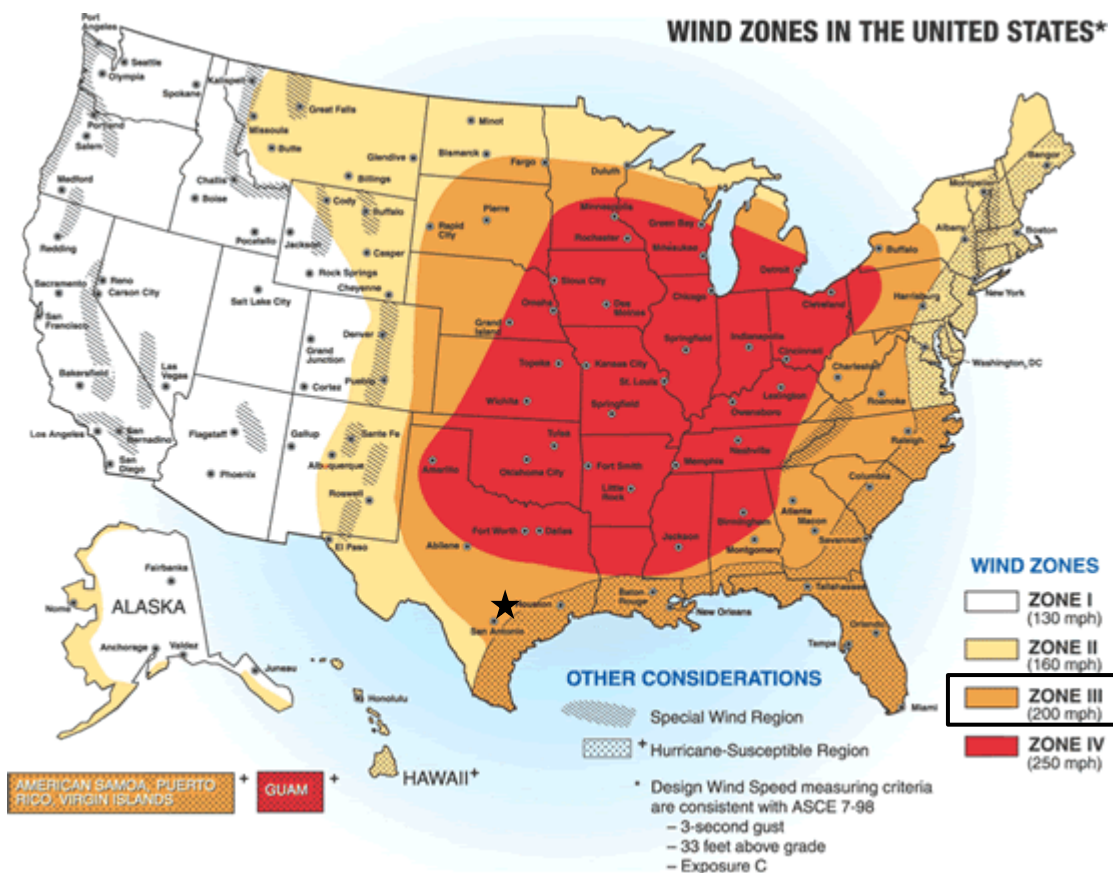 WIND ZONES IN THE UNITED STATES*
Port
Angeles
Seattle
Olympia
Spokane
Kalispell
Great Falls
Portland
Salem
Missoula
Butte
Glendive
Billings
Minot
Bismarck
Fargo
Duluth
Bangor
Montpelier
Medford
Challis
Boise
Cody
Buffalo
Pierre
Rapid
City
Minneapolis
Rochester
Green Bay
Milwaukee
Buffalo
Albany
Boston
Redding
Pocatello
Jackson
Casper
Rock Springs
Cheyenne
Sioux City
Detroit
Reno
Carson City
Sacramento
San
Francisco
Salt Lake City
Omaha
Des
Moines
Chicago
Cleveland
Harrisburg
New York
Grand
Island
Denver
Grand
Junction
Springfield
Indianapolis
Cincinnati
Washington, DC
Las
Vegas
Bakersfield
Cortez
Pueblo
Topeka
Kansas City
St. Louis
Charleston
Lexington
Roanoke
Wichita
Springfield
Owensboro
Los Angeles
San
Bernadino
Flagstaff
Gallup
Sante Fe
Tulsa
Nashville
Raleigh
San
Diego
Phoenix
Albuquerque
Amarillo
Oklahoma City
Fort Smith
Memphis
Columbia
Roswell
Little
Rock
Atlanta
Macon
Birmingham
El Paso
Fort Worth
Dallas
Abilene
Jackson
Montgomery
Savannah
Tallahassee
Houston
Baton
Rouge
New Orleans
San Antonio
Orlando
Tampa
Miami
Fairbanks
Nome
ALASKA
Anchorage
Valdez
Juneau
Honolulu
HAWAII+
AMERICAN SAMOA, PUERTO
RICO, VIRGIN ISLANDS
+
GUAM
+
WIND ZONES
ZONE I
(130 mph)
ZONE II
(160 mph)
ZONE III
(200 mph)
ZONE IV
(250 mph)
OTHER CONSIDERATIONS
Special Wind Region
+ Hurricane-Susceptible Region
* Design Wind Speed measuring criteria
are consistent with ASCE 7-98
– 3-second gust
– 33 feet above grade
– Exposure C